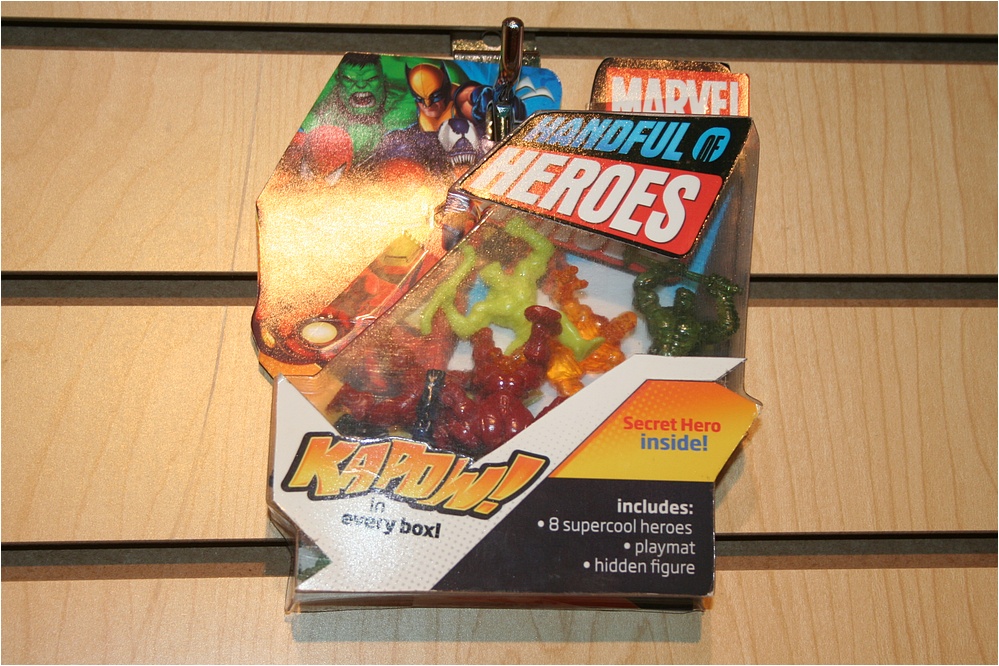 MARVEL
HANDFUL OF
HEROES
Secret Hero
inside!
KAPOW!
in
every box!
includes:
• 8 supercool heroes
• playmat
• hidden figure